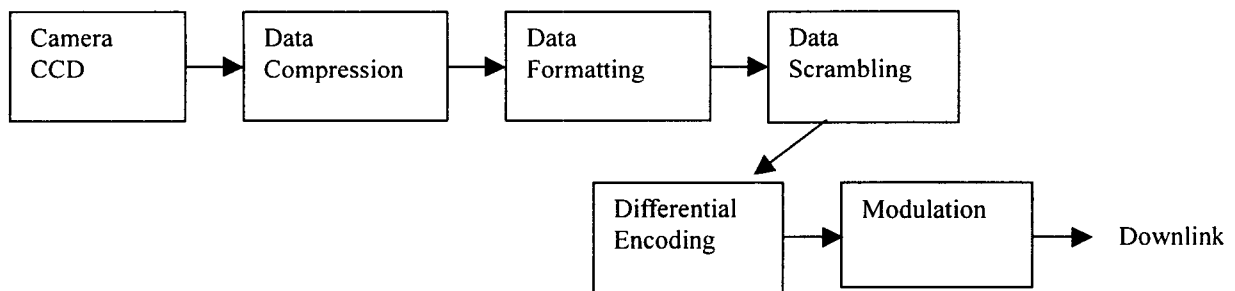 Camera
CCD
Data
Compression
Data
Formatting
Data
Scrambling
Differential
Encoding
Modulation
Downlink